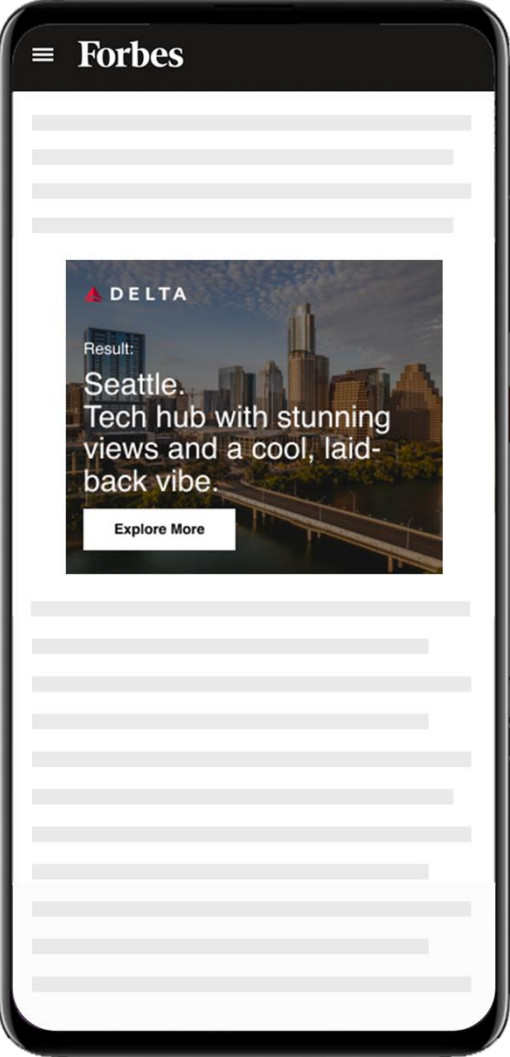 Forbes
DELTA
Result:
Seattle.
Tech hub with stunning
views and a cool, laid-
back vibe.
Explore More